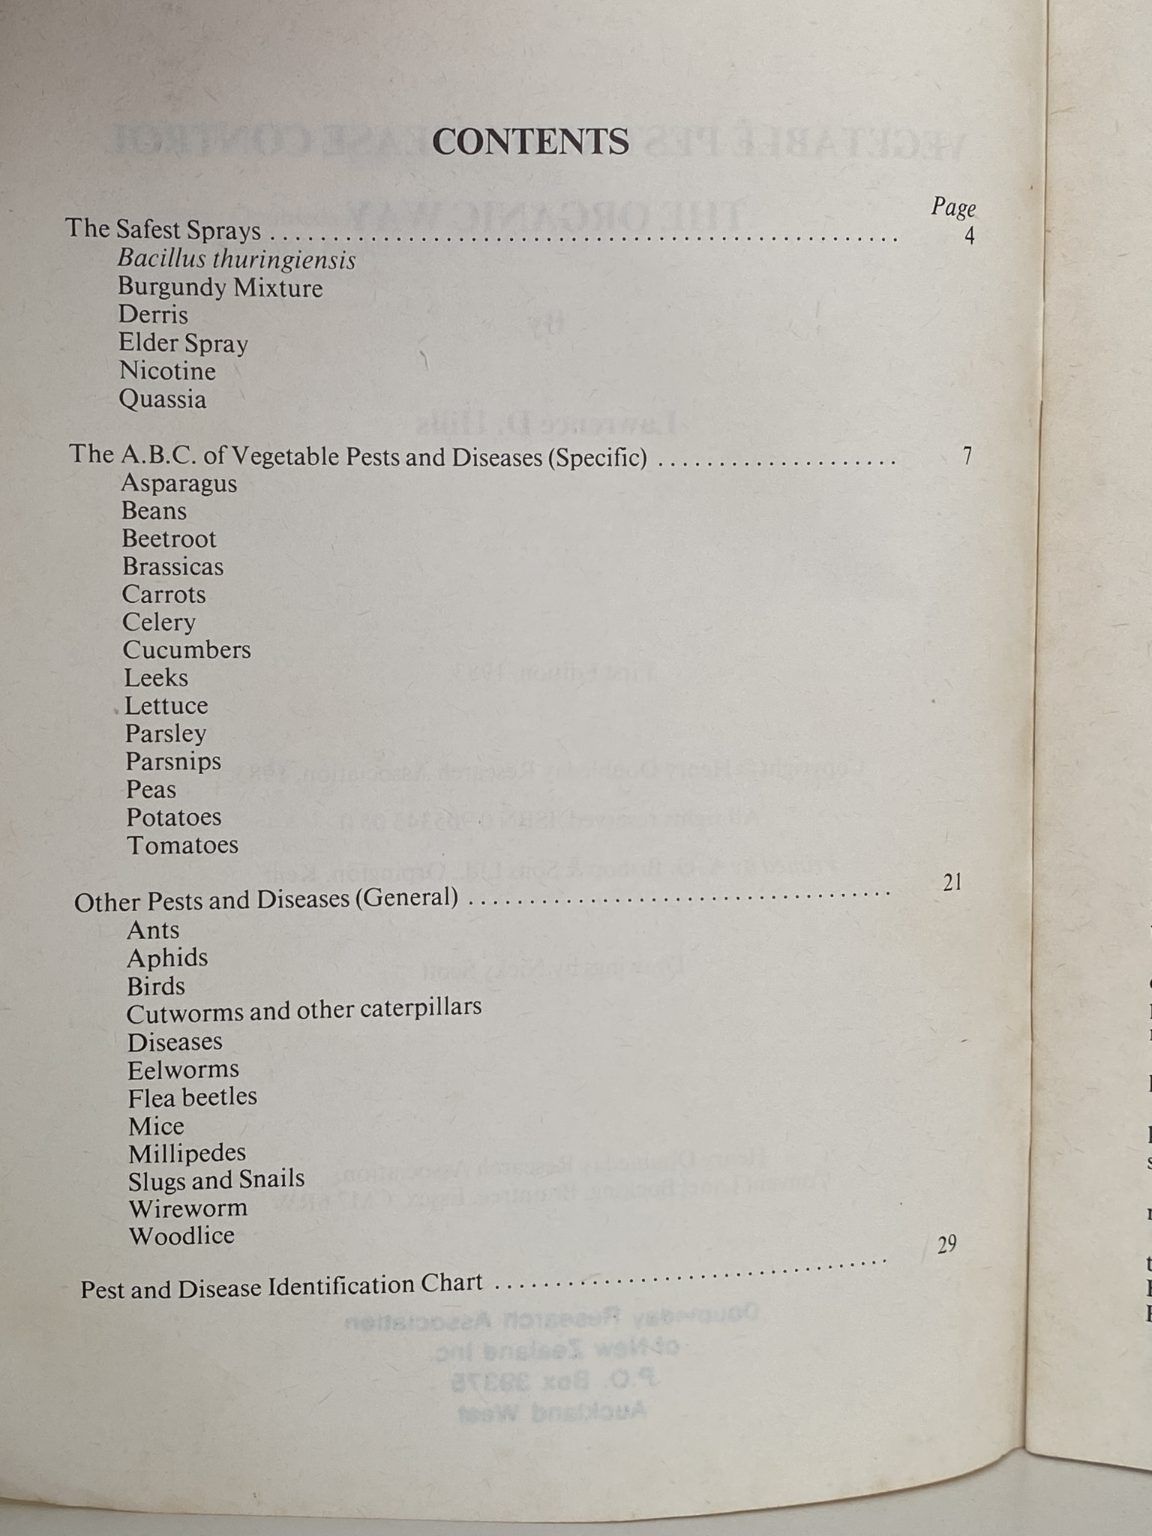 CONTENTS
Page
The Safest Sprays ..................................................... 4
Bacillus thuringiensis
Burgundy Mixture
Derris
Elder Spray
Nicotine
Quassia
The A.B.C. of Vegetable Pests and Diseases (Specific) .................... 7
Asparagus
Beans
Beetroot
Brassicas
Carrots
Celery
Cucumbers
Leeks
Lettuce
Parsley
Parsnips
Peas
Potatoes
Tomatoes
Other Pests and Diseases (General) ................................... 21
Ants
Aphids
Birds
Cutworms and other caterpillars
Diseases
Eelworms
Flea beetles
Mice
Millipedes
Slugs and Snails
Wireworm
Woodlice
Pest and Disease Identification Chart ................................. 29